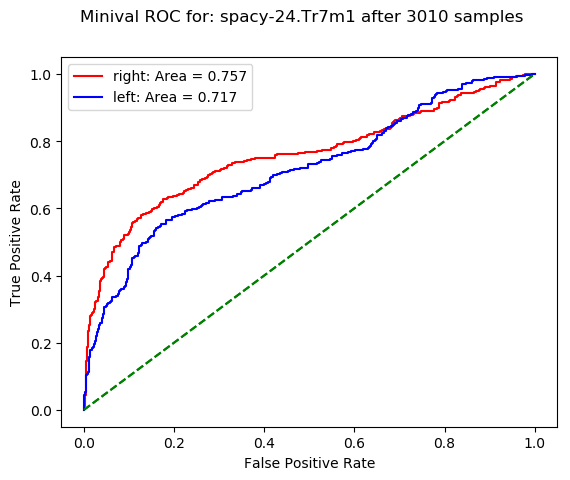 Minival ROC for: spacy-24.Tr7m1 after 3010 samples
right: Area = 0.757
left: Area = 0.717
True Positive Rate
1.0
0.8
0.6
0.4
0.2
0.0
0.0 0.2 0.4 0.6 0.8 1.0
False Positive Rate